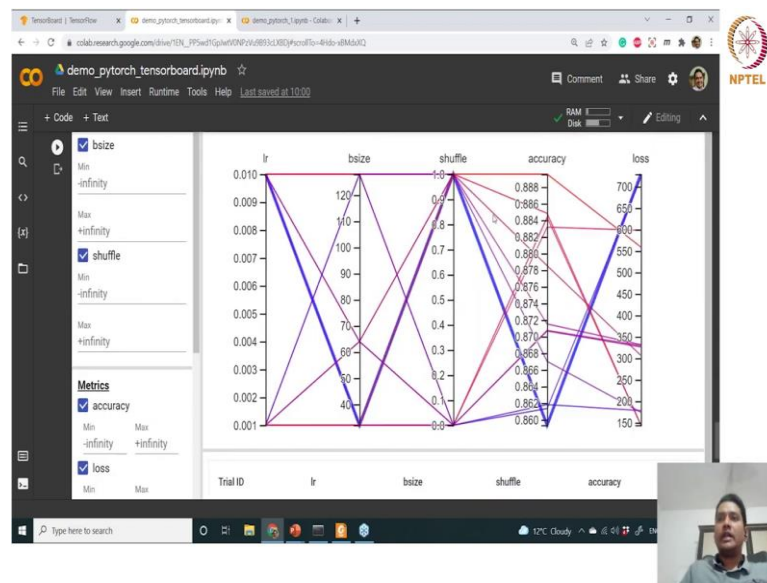 TensorBoard | TensorFlow
demo_pytorch_tensorboard.ipyn
demo_pytorch_1.ipynb - Colabor
NPTEL
demo_pytorch_tensorboard.ipynb
Comment
Share
File Edit View Insert Runtime Tools Help Last saved at 10:00
+ Code + Text
RAM
Disk
Editing
bsize
Min
-infinity
Max
+infinity
shuffle
Min
-infinity
Max
+infinity
Metrics
accuracy
Min Max
-infinity +infinity
loss
Min Max
lr bsize shuffle accuracy loss
0.010
0.009
0.008
0.007
0.006
0.005
0.004
0.003
0.002
0.001
120
110
100
90
80
70
60
50
40
1.0
0.9
0.8
0.7
0.6
0.5
0.4
0.3
0.2
0.1
0.0
0.888
0.886
0.884
0.882
0.880
0.878
0.876
0.874
0.872
0.870
0.868
0.866
0.864
0.862
0.860
700
650
600
550
500
450
400
350
300
250
200
150
Trial ID lr bsize shuffle accuracy
Type here to search
12°C Cloudy